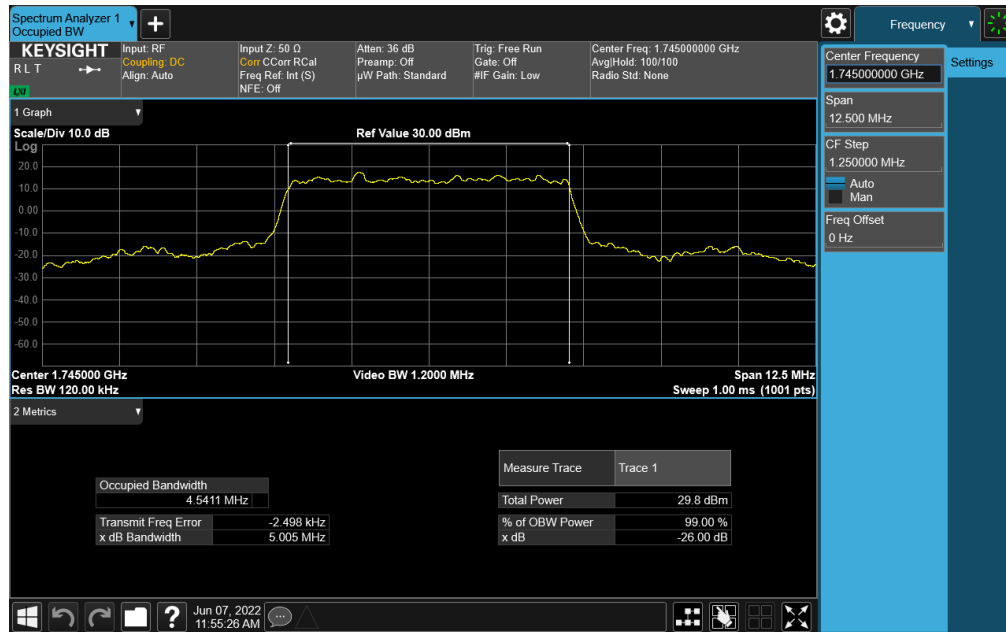 Spectrum Analyzer 1
Occupied BW
Frequency
KEYSIGHT
R L T
LXI
Input: RF
Coupling: DC
Align: Auto
Input Z: 50 Ω
Corr CCorr RCal
Freq Ref: Int (S)
NFE: Off
Atten: 36 dB
Preamp: Off
µW Path: Standard
Trig: Free Run
Gate: Off
#IF Gain: Low
Center Freq: 1.745000000 GHz
Avg|Hold: 100/100
Radio Std: None
Center Frequency
1.745000000 GHz
Settings
Span
12.500 MHz
CF Step
1.250000 MHz
Auto
Man
Freq Offset
0 Hz
1 Graph
Scale/Div 10.0 dB
Ref Value 30.00 dBm
Log
20.0
10.0
0.00
-10.0
-20.0
-30.0
-40.0
-50.0
-60.0
Center 1.745000 GHz
Video BW 1.2000 MHz
Span 12.5 MHz
Res BW 120.00 kHz
Sweep 1.00 ms (1001 pts)
2 Metrics
Measure Trace
Trace 1
Occupied Bandwidth
4.5411 MHz
Total Power
29.8 dBm
Transmit Freq Error
-2.498 kHz
% of OBW Power
99.00 %
x dB Bandwidth
5.005 MHz
x dB
-26.00 dB
?
Jun 07, 2022
11:55:26 AM